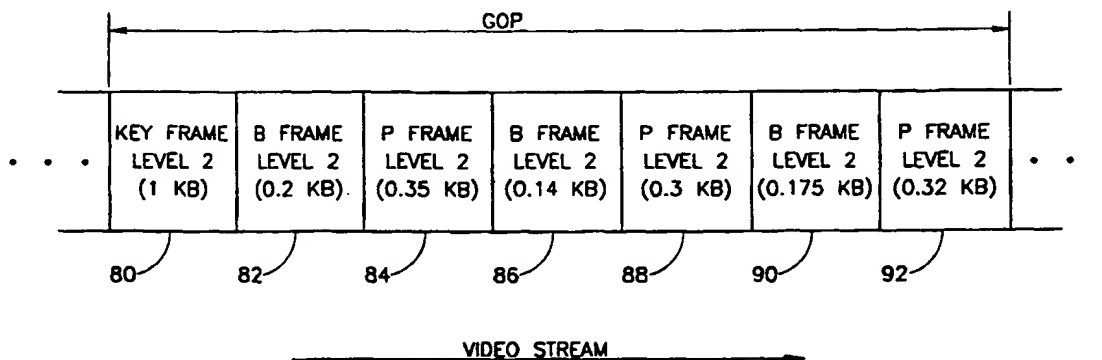 GOP
KEY FRAME
LEVEL 2
(1 KB)
B FRAME
LEVEL 2
(0.2 KB)
P FRAME
LEVEL 2
(0.35 KB)
B FRAME
LEVEL 2
(0.14 KB)
P FRAME
LEVEL 2
(0.3 KB)
B FRAME
LEVEL 2
(0.175 KB)
P FRAME
LEVEL 2
(0.32 KB)
80
82
84
86
88
90
92
VIDEO STREAM